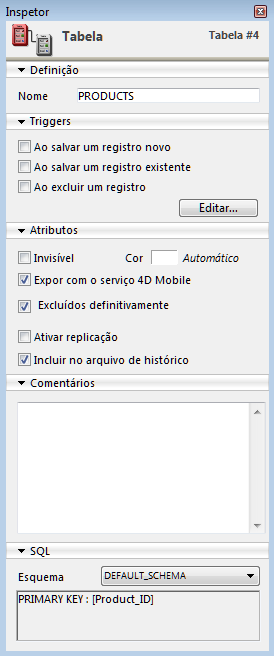 Inspetor
Tabela Tabela #4
Definição
Nome PRODUCTS
Triggers
Ao salvar um registro novo
Ao salvar um registro existente
Ao excluir um registro
Editar...
Atributos
Invisível Cor Automático
Expor com o serviço 4D Mobile
Excluídos definitivamente
Ativar replicação
Incluir no arquivo de histórico
Comentários
SQL
Esquema DEFAULT_SCHEMA
PRIMARY KEY : [Product_ID]